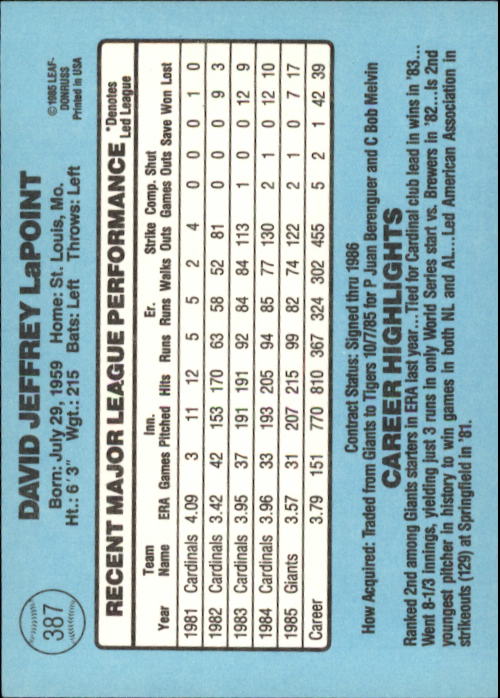 387
DAVID JEFFREY LaPOINT
©1985 LEAF-
DONRUSS
Printed in USA
Born: July 29, 1959 Home: St. Louis, Mo.
Ht.: 6'3" Wgt.: 215 Bats: Left Throws: Left
RECENT MAJOR LEAGUE PERFORMANCE *Denotes
Led League
Team Inn. Er. Strike Comp. Shut
Year Name ERA Games Pitched Hits Runs Runs Walks Outs Games Outs Save Won Lost
1981 Cardinals 4.09 3 11 12 5 5 2 4 0 0 0 1 0
1982 Cardinals 3.42 42 153 170 63 58 52 81 0 0 0 9 3
1983 Cardinals 3.95 37 191 191 92 84 84 113 1 0 0 12 9
1984 Cardinals 3.96 33 193 205 94 85 77 130 2 1 0 12 10
1985 Giants 3.57 31 207 215 99 82 74 122 2 1 0 7 17
Career 3.79 151 770 810 367 324 302 455 5 2 1 42 39
Contract Status: Signed thru 1986
How Acquired: Traded from Giants to Tigers 10/7/85 for P Juan Berenguer and C Bob Melvin
CAREER HIGHLIGHTS
Ranked 2nd among Giants starters in ERA last year...Tied for Cardinal club lead in wins in '83...
Went 8-1/3 innings, yielding just 3 runs in only World Series start vs. Brewers in '82....Is 2nd
youngest pitcher in history to win games in both NL and AL...Led American Association in
strikeouts (129) at Springfield in '81.